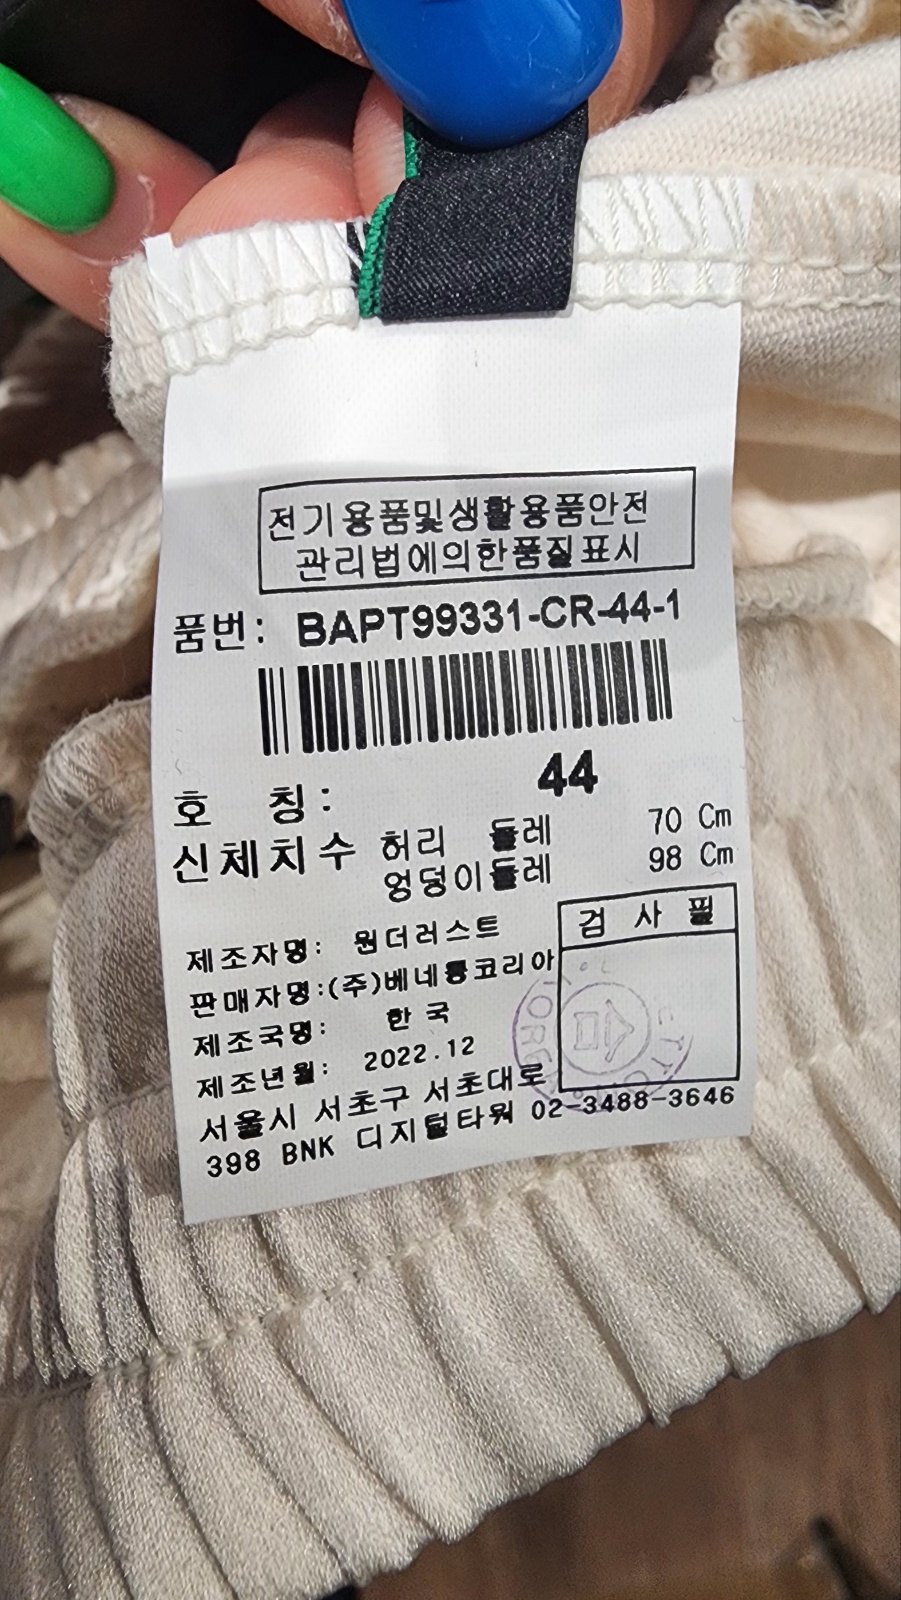 전기용품및생활용품안전
관리법에의한품질표시
품번: BAPT99331-CR-44-1
호 칭: 44
신체치수 허리 둘레 70 Cm
엉덩이둘레 98 Cm
검 사 필
제조자명: 원더러스트
판매자명:(주)베네통코리아
제조국명: 한 국
제조년월: 2022.12
서울시 서초구 서초대로
398 BNK 디지털타워 02-3488-3646